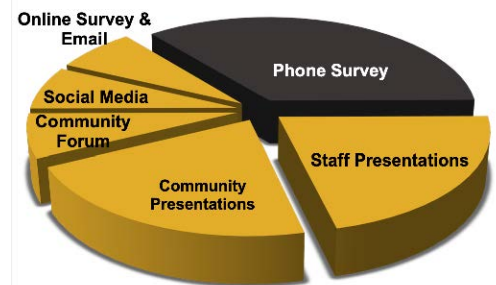 Online Survey &
Email
Phone Survey
Social Media
Community
Forum
Staff Presentations
Community
Presentations